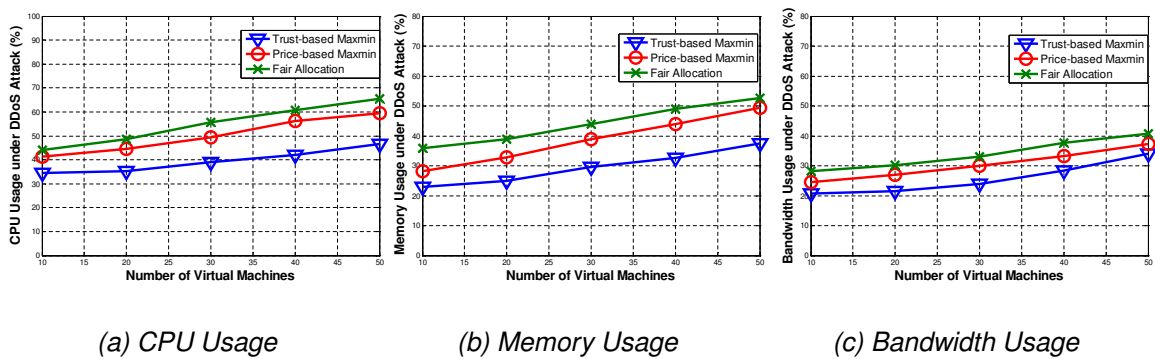 CPU Usage under DDoS Attack (%)
100
90
80
70
60
50
40
30
20
10
0
Trust-based Maxmin
Price-based Maxmin
Fair Allocation
10 15 20 25 30 35 40 45 50
Number of Virtual Machines
(a) CPU Usage
Memory Usage under DDoS Attack (%)
80
70
60
50
40
30
20
10
0
Trust-based Maxmin
Price-based Maxmin
Fair Allocation
10 15 20 25 30 35 40 45 50
Number of Virtual Machines
(b) Memory Usage
Bandwidth Usage under DDoS Attack (%)
80
70
60
50
40
30
20
10
0
Trust-based Maxmin
Price-based Maxmin
Fair Allocation
10 15 20 25 30 35 40 45 50
Number of Virtual Machines
(c) Bandwidth Usage